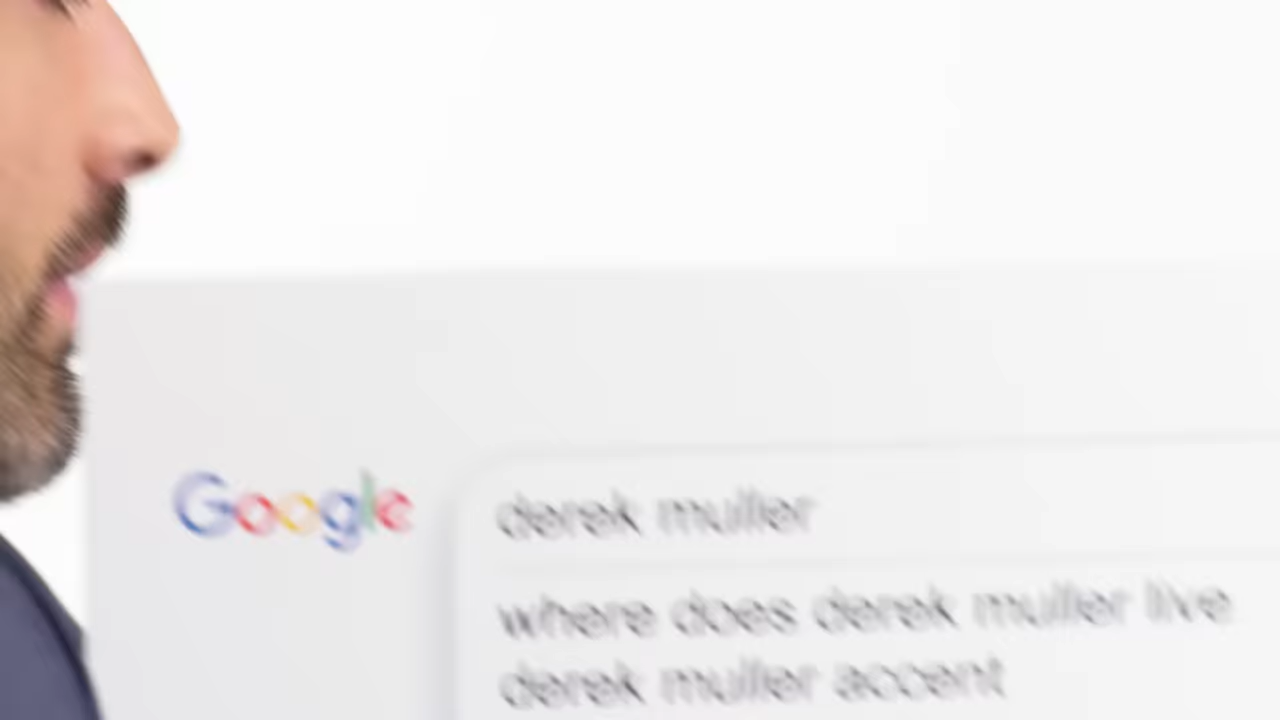 Google
derek muller
where does derek muller live
derek muller accent